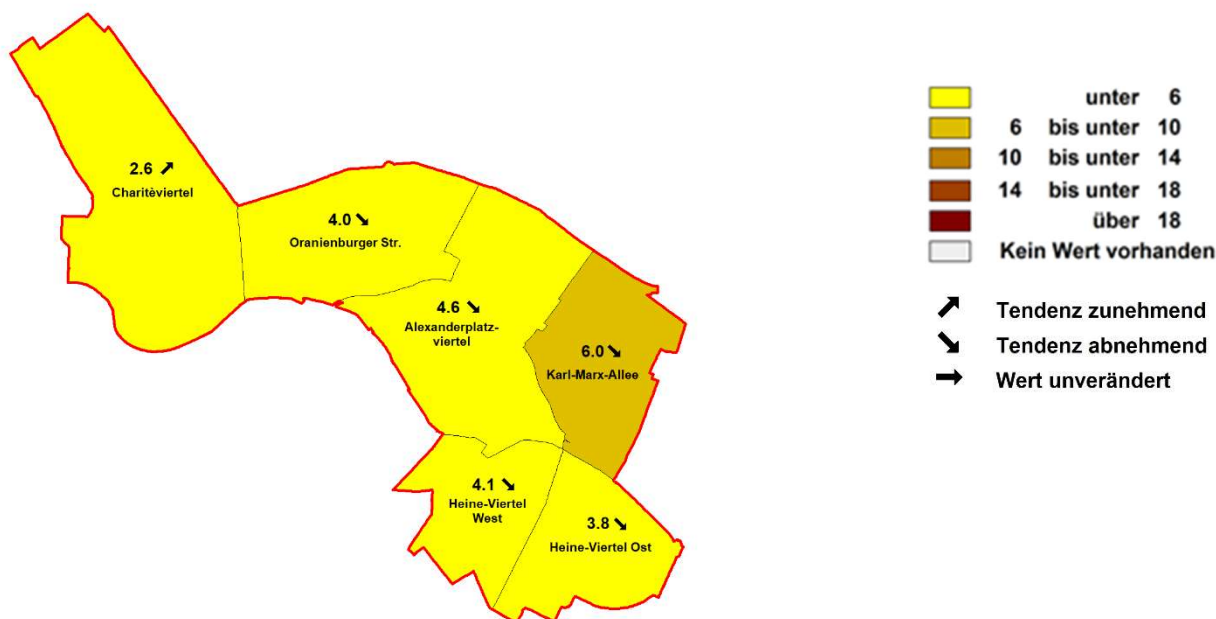 2.6 ↗
Charitèviertel
4.0 ↘
Oranienburger Str.
4.6 ↘
Alexanderplatz-
viertel
6.0 ↘
Karl-Marx-Allee
4.1 ↘
Heine-Viertel
West
3.8 ↘
Heine-Viertel Ost
unter 6
6 bis unter 10
10 bis unter 14
14 bis unter 18
über 18
Kein Wert vorhanden
↗ Tendenz zunehmend
↘ Tendenz abnehmend
→ Wert unverändert